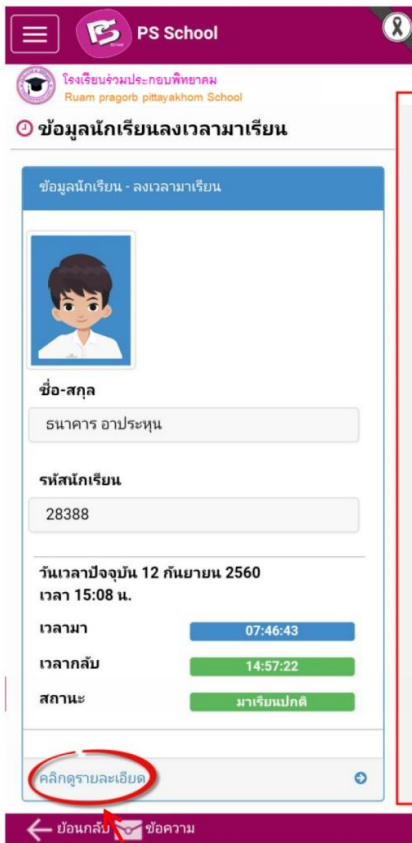 PS School
โรงเรียนร่วมประกอบพิทยาคม
Ruam pragorb pittayakhom School
ข้อมูลนักเรียนลงเวลามาเรียน
ข้อมูลนักเรียน - ลงเวลามาเรียน
ชื่อ-สกุล
ธนาคาร อาประหุน
รหัสนักเรียน
28388
วันเวลาปัจจุบัน 12 กันยายน 2560
เวลา 15:08 น.
เวลามา 07:46:43
เวลากลับ 14:57:22
สถานะ มาเรียนปกติ
คลิกดูรายละเอียด
ย้อนกลับ ข้อความ